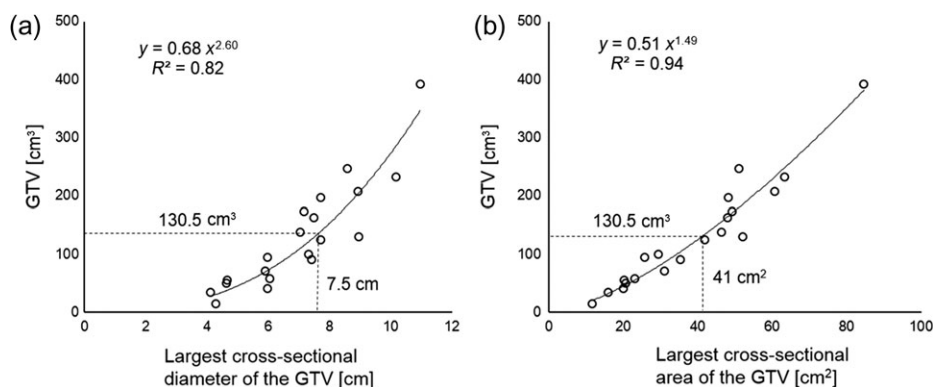 (a)
500
400
300
200
100
0
GTV [cm³]
y = 0.68 x^2.60
R² = 0.82
130.5 cm³
7.5 cm
0 2 4 6 8 10 12
Largest cross-sectional
diameter of the GTV [cm]
(b)
500
400
300
200
100
0
GTV [cm³]
y = 0.51 x^1.49
R² = 0.94
130.5 cm³
41 cm²
0 20 40 60 80 100
Largest cross-sectional
area of the GTV [cm²]